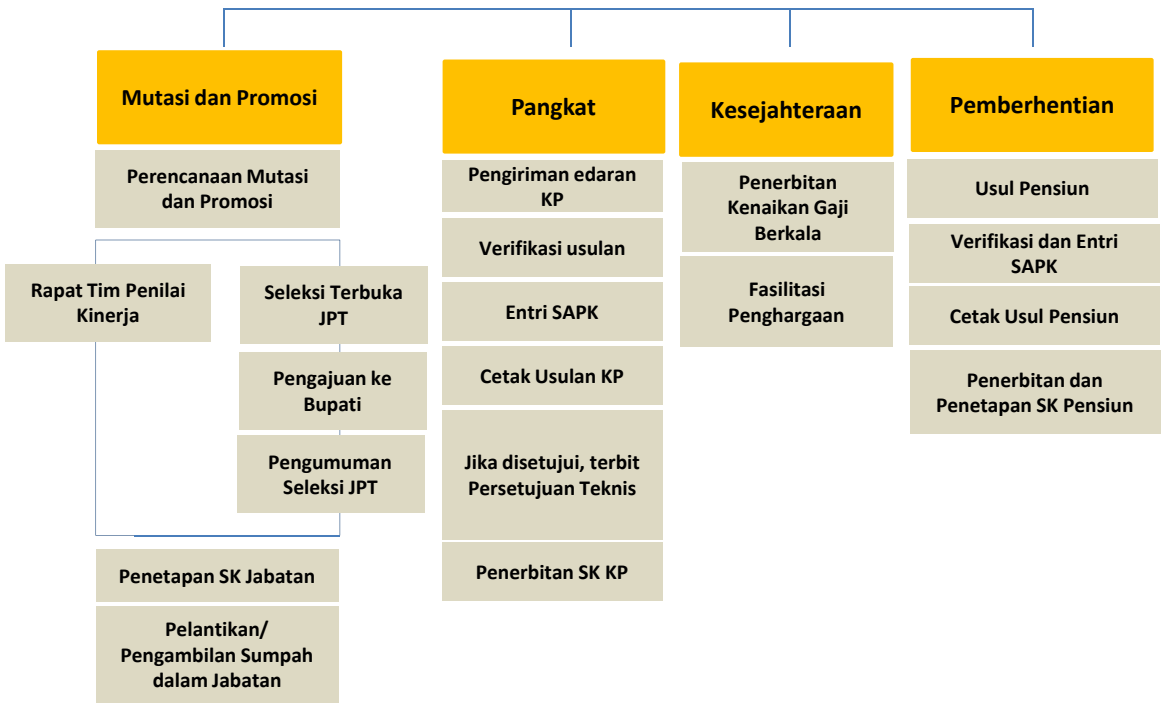 Mutasi dan Promosi
Perencanaan Mutasi
dan Promosi
Rapat Tim Penilai
Kinerja
Seleksi Terbuka
JPT
Pengajuan ke
Bupati
Pengumuman
Seleksi JPT
Penetapan SK Jabatan
Pelantikan/
Pengambilan Sumpah
dalam Jabatan
Pangkat
Pengiriman edaran
KP
Verifikasi usulan
Entri SAPK
Cetak Usulan KP
Jika disetujui, terbit
Persetujuan Teknis
Penerbitan SK KP
Kesejahteraan
Penerbitan
Kenaikan Gaji
Berkala
Fasilitasi
Penghargaan
Pemberhentian
Usul Pensiun
Verifikasi dan Entri
SAPK
Cetak Usul Pensiun
Penerbitan dan
Penetapan SK Pensiun